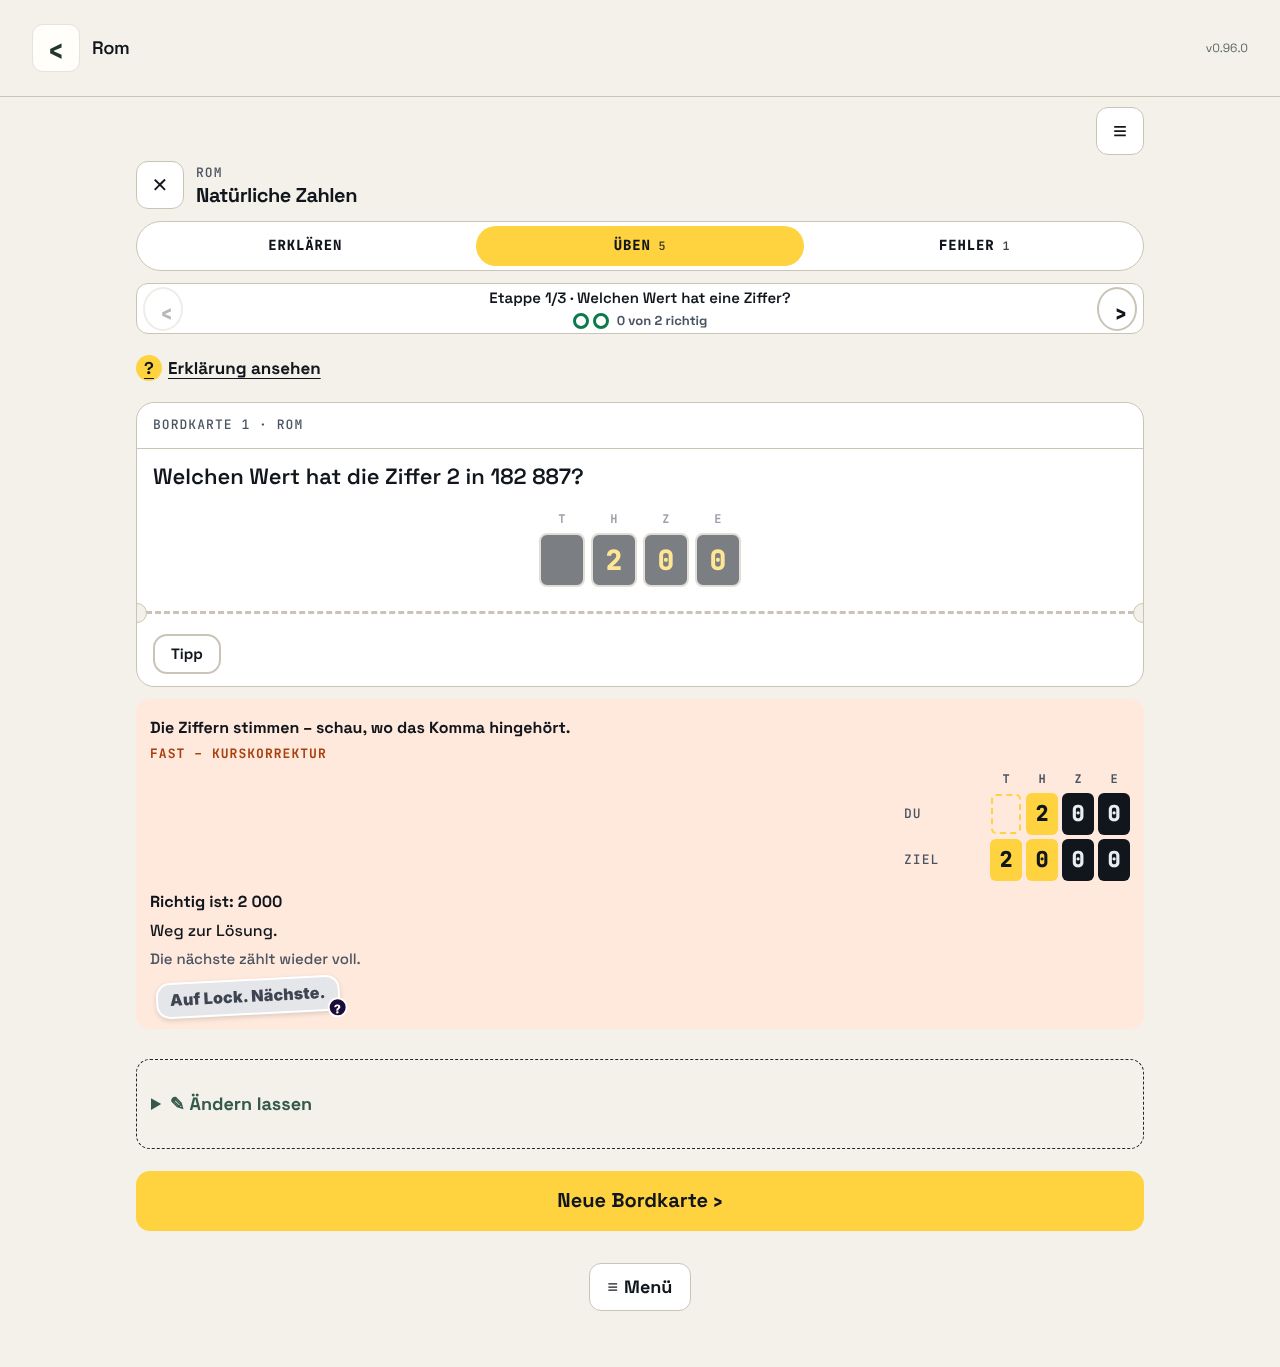 < Rom
v0.96.0
≡
✕
ROM
Natürliche Zahlen
ERKLÄREN
ÜBEN 5
FEHLER 1
<
Etappe 1/3 · Welchen Wert hat eine Ziffer?
0 von 2 richtig
>
? Erklärung ansehen
BORDKARTE 1 · ROM
Welchen Wert hat die Ziffer 2 in 182 887?
T H Z E
2 0 0
Tipp
Die Ziffern stimmen – schau, wo das Komma hingehört.
FAST – KURSKORREKTUR
T H Z E
DU 2 0 0
ZIEL 2 0 0 0
Richtig ist: 2 000
Weg zur Lösung.
Die nächste zählt wieder voll.
Auf Lock. Nächste. ?
▶ ✎ Ändern lassen
Neue Bordkarte >
≡ Menü